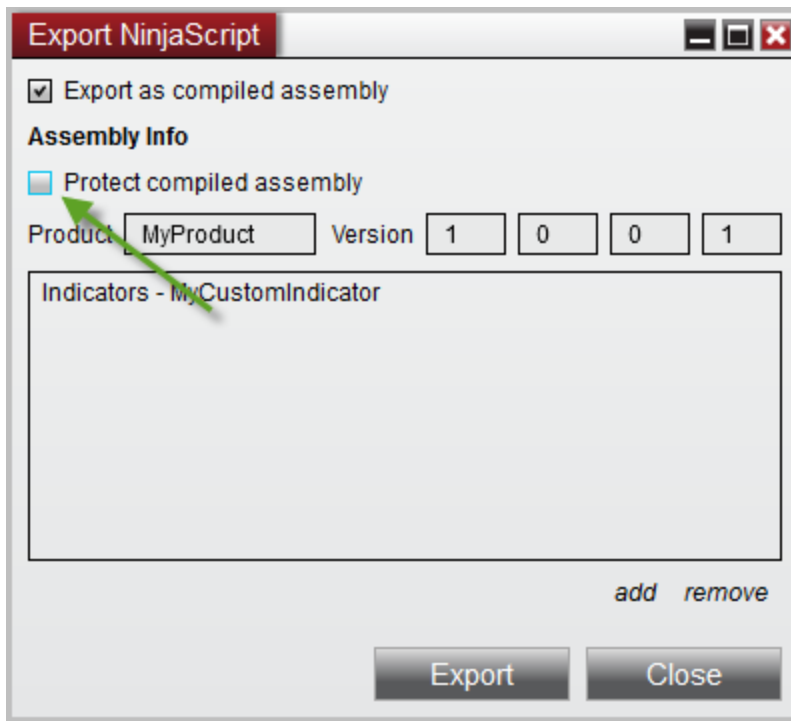 Export NinjaScript
Export as compiled assembly
Assembly Info
Protect compiled assembly
Product MyProduct Version 1 0 0 1
Indicators - MyCustomIndicator
add remove
Export Close